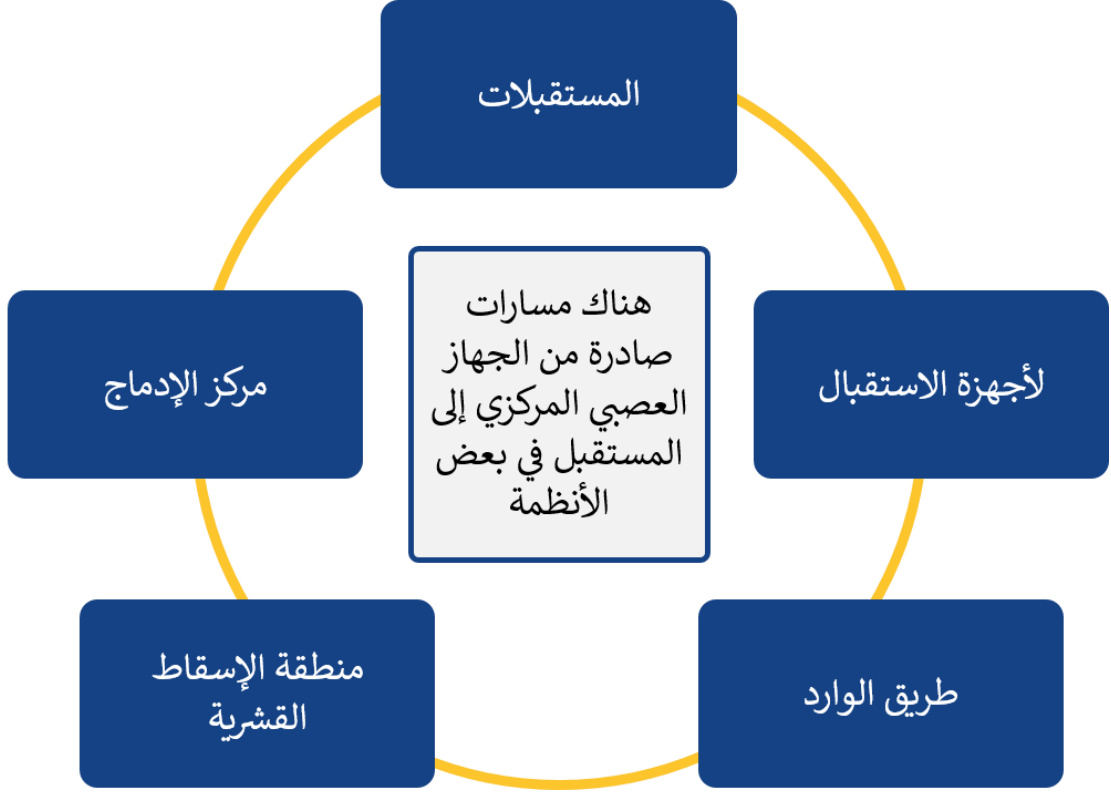 المستقبلات
لأجهزة الاستقبال
طريق الوارد
منطقة الإسقاط
القشرية
مركز الإدماج
هناك مسارات
صادرة من الجهاز
العصبي المركزي إلى
المستقبل في بعض
الأنظمة